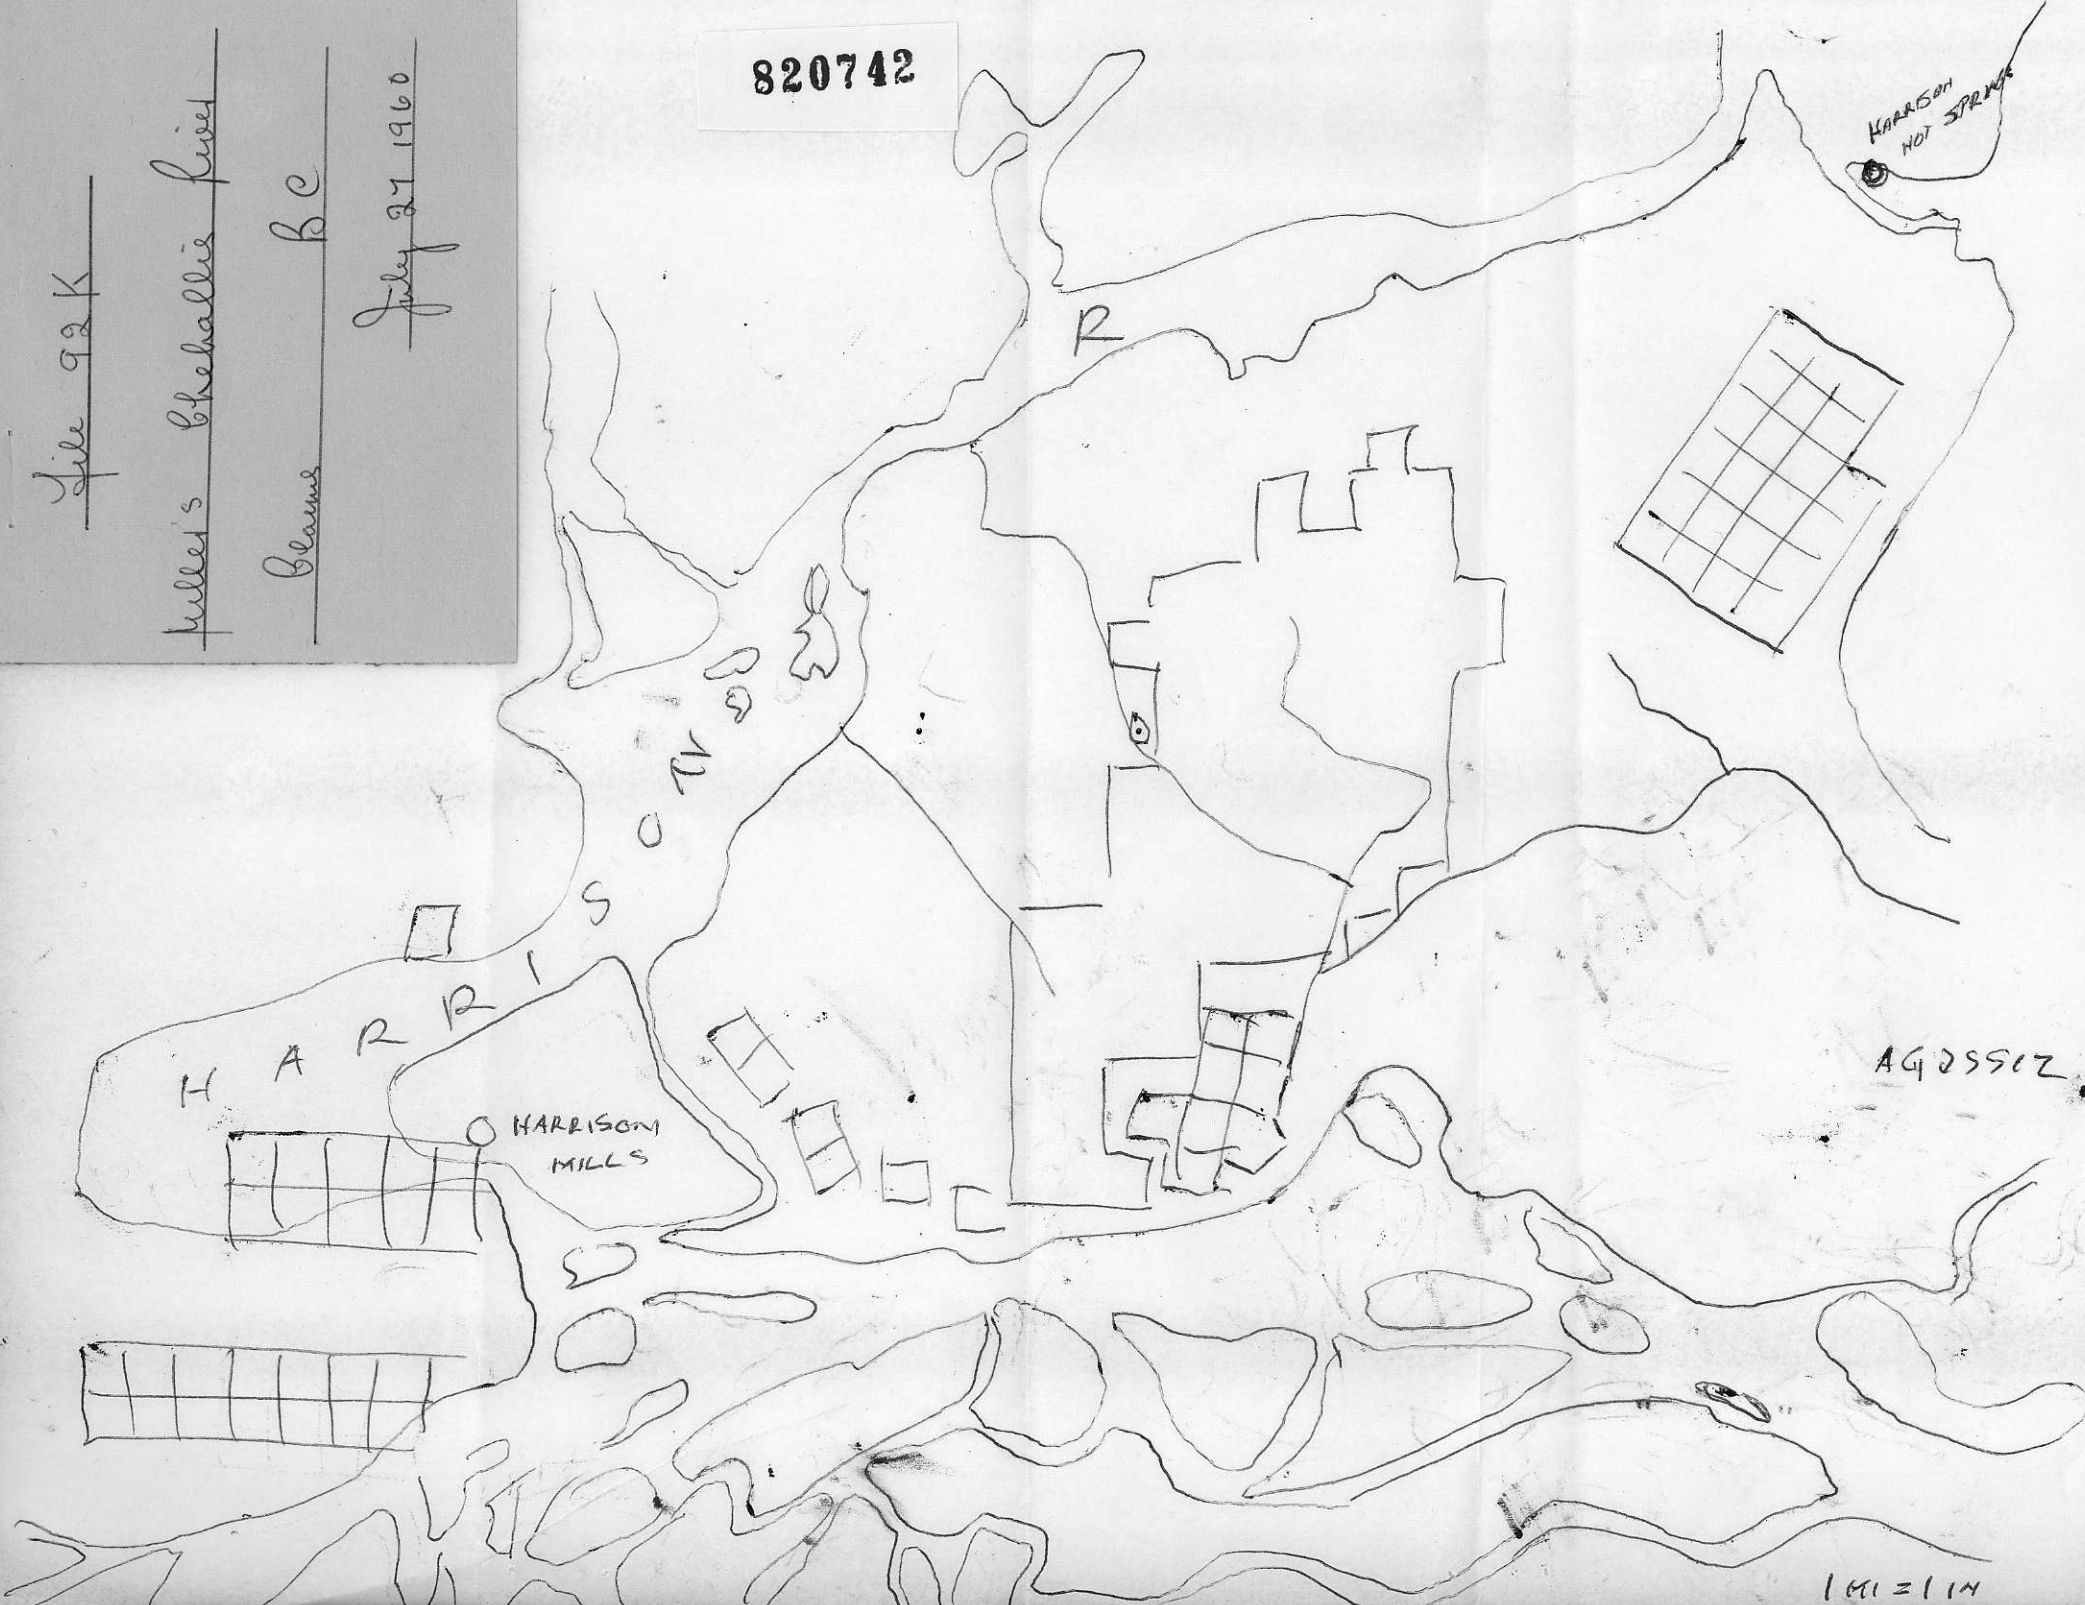 File 92K
Miller's Chehallis River
Claims BC
July 27 1960
820742
HARRISON
HOT SPRINGS
R
H A R R I S O N
HARRISON
MILLS
AGASSIZ
1 MI = 1 IN